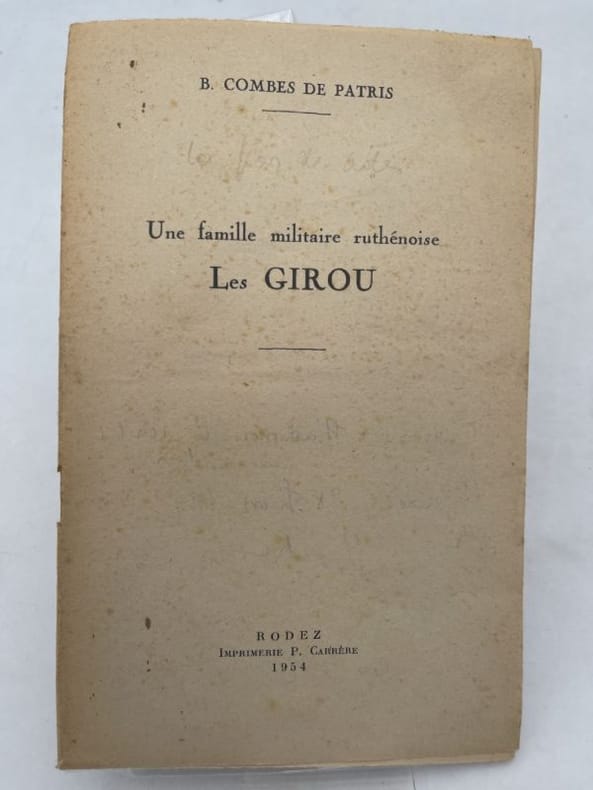 B. COMBES DE PATRIS
Une famille militaire ruthénoise
Les GIROU
RODEZ
IMPRIMERIE P. CARRÈRE
1954